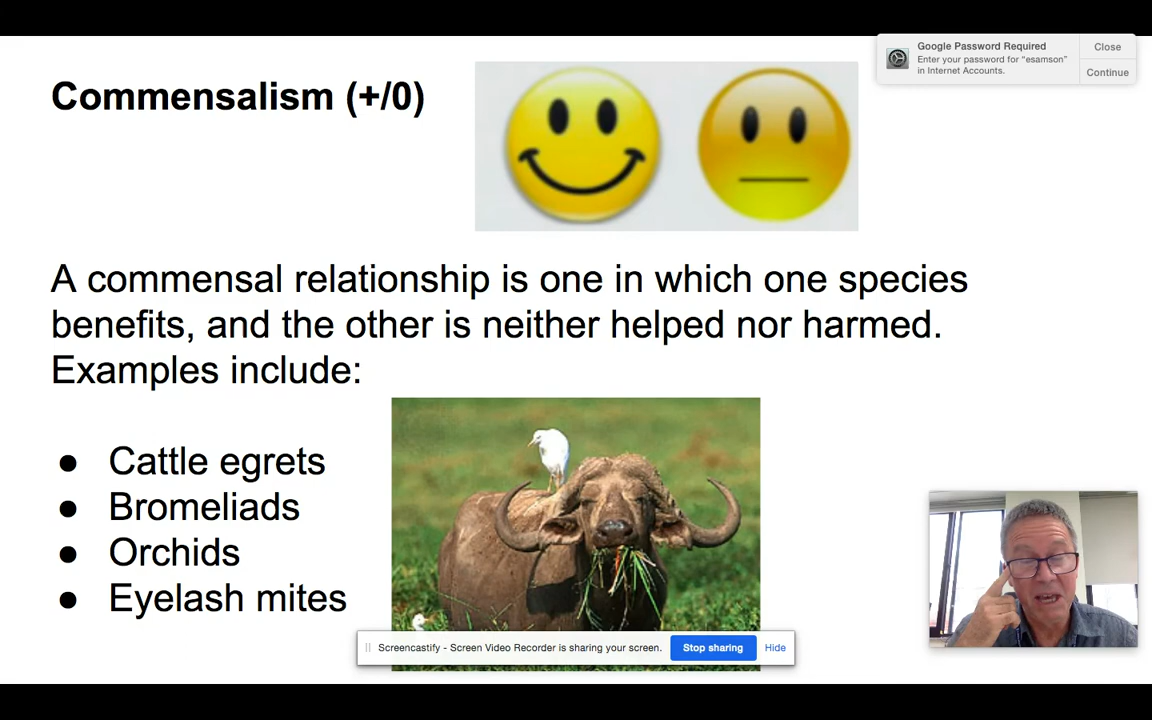 Google Password Required
Enter your password for “esamson”
in Internet Accounts.
Close
Continue
Commensalism (+/0)
A commensal relationship is one in which one species
benefits, and the other is neither helped nor harmed.
Examples include:
● Cattle egrets
● Bromeliads
● Orchids
● Eyelash mites
Screencastify - Screen Video Recorder is sharing your screen.
Stop sharing
Hide